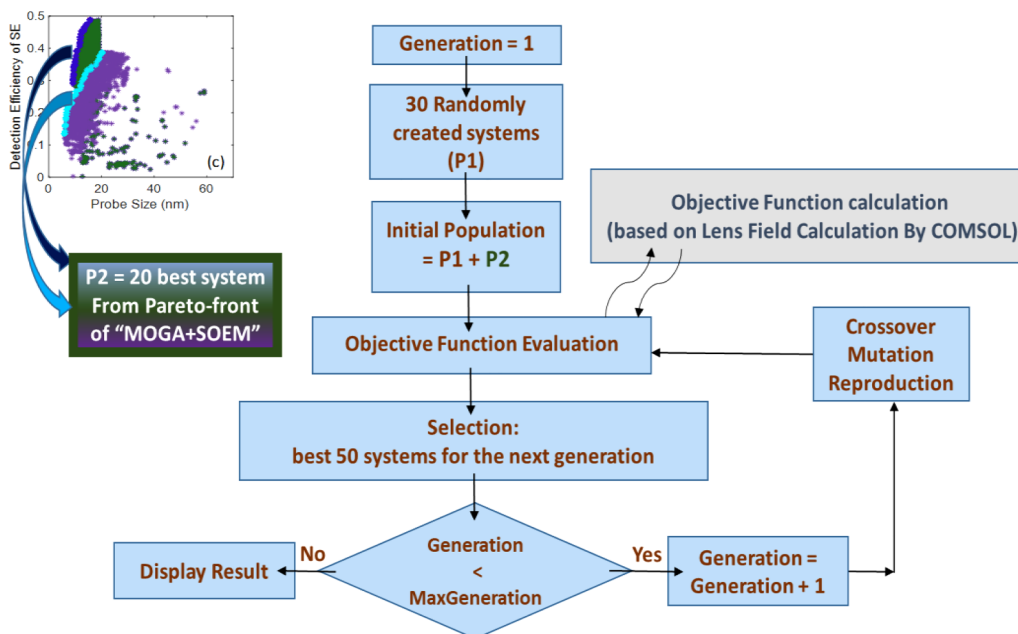 Detection Efficiency of SE
0.5
0.4
0.3
0.2
0.1
0
0
20
40
60
(c)
Probe Size (nm)
P2 = 20 best system
From Pareto-front
of “MOGA+SOEM”
Generation = 1
30 Randomly
created systems
(P1)
Initial Population
= P1 + P2
Objective Function calculation
(based on Lens Field Calculation By COMSOL)
Objective Function Evaluation
Crossover
Mutation
Reproduction
Selection:
best 50 systems for the next generation
Generation
<
MaxGeneration
No
Display Result
Yes
Generation =
Generation + 1